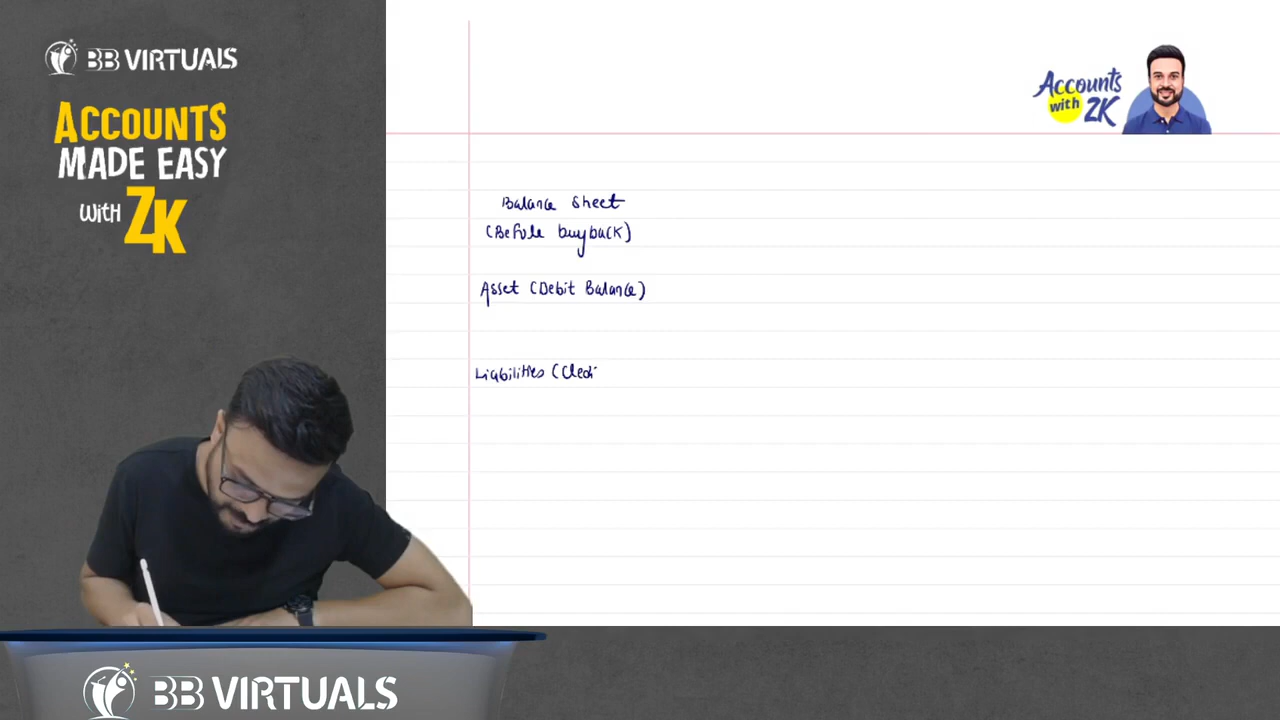 BB VIRTUALS
ACCOUNTS
MADE EASY
WITH ZK
Accounts
with ZK
Balance sheet
(Before buyback)
Asset (Debit Balance)
Liabilities (Credi
BB VIRTUALS